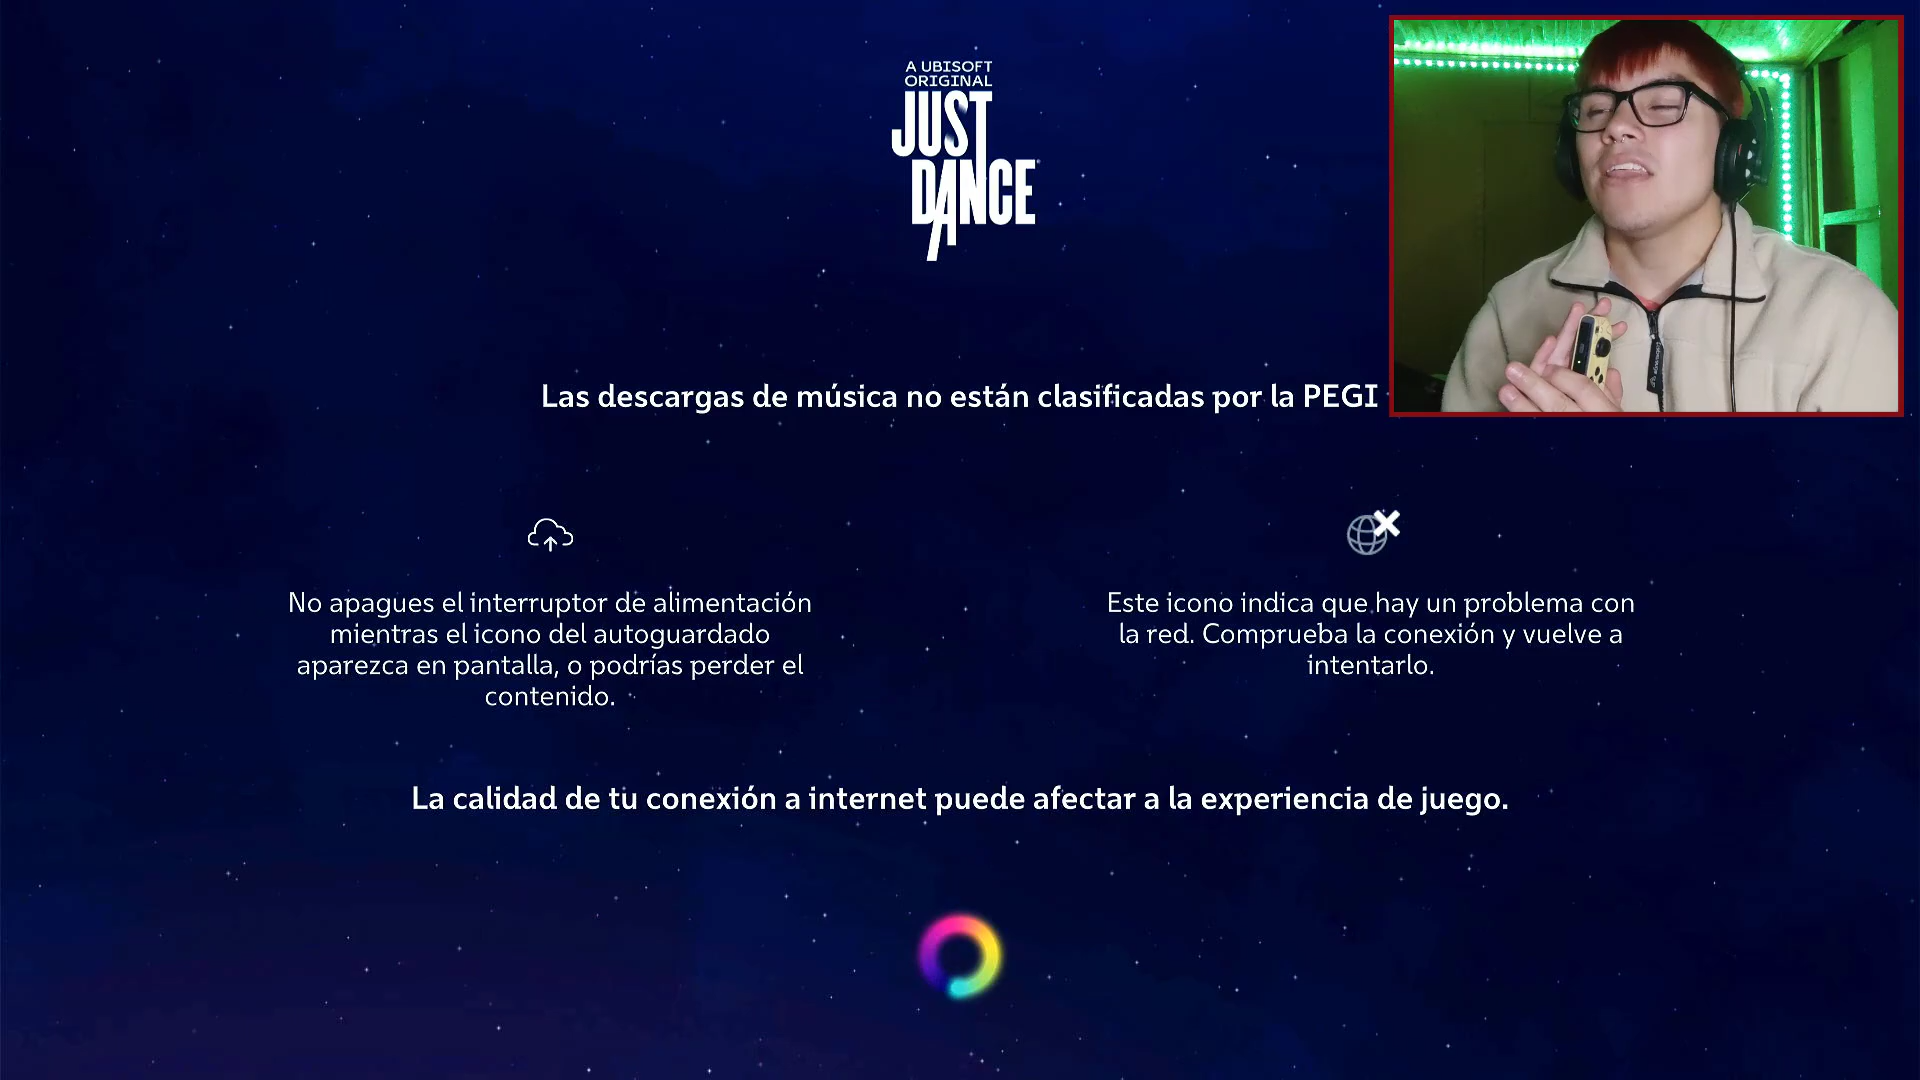 A UBISOFT
ORIGINAL
JUST
DANCE
Las descargas de música no están clasificadas por la PEGI
No apagues el interruptor de alimentación
mientras el icono del autoguardado
aparezca en pantalla, o podrías perder el
contenido.
Este icono indica que hay un problema con
la red. Comprueba la conexión y vuelve a
intentarlo.
La calidad de tu conexión a internet puede afectar a la experiencia de juego.